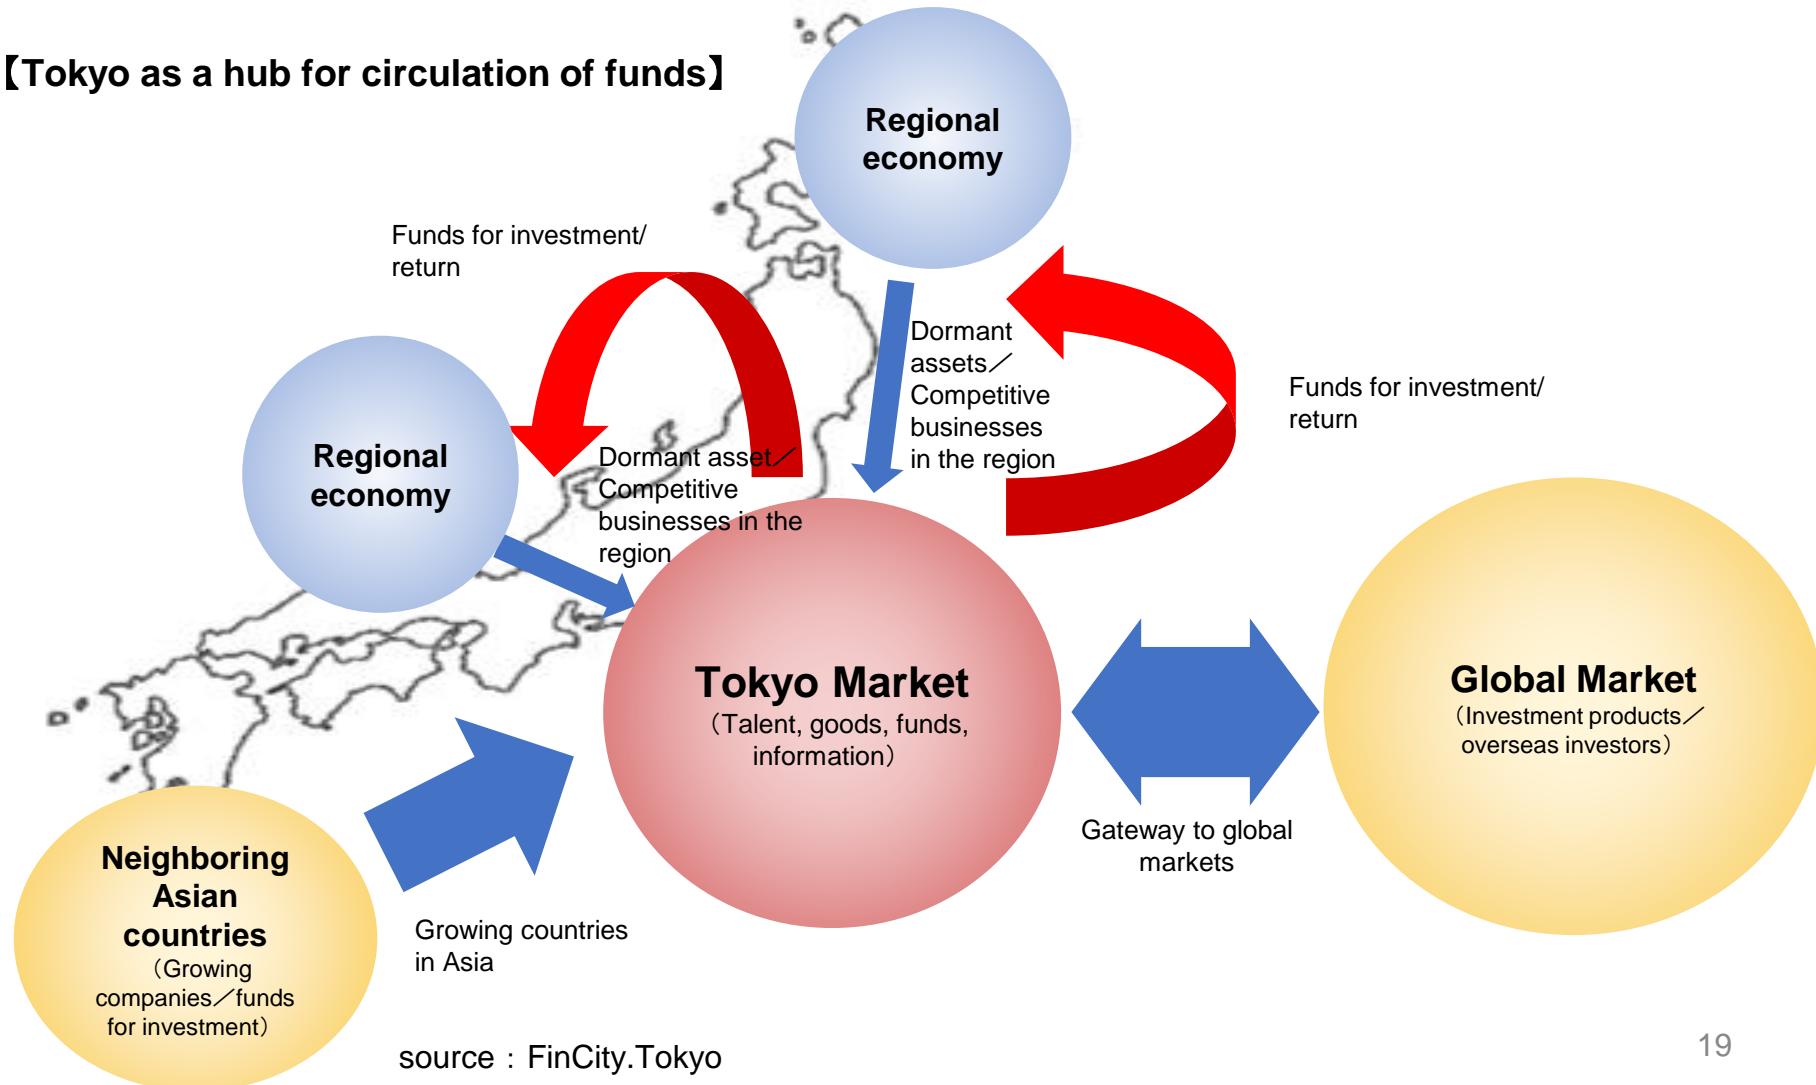 【Tokyo as a hub for circulation of funds】
Regional
economy
Funds for investment/
return
Dormant
assets／
Competitive
businesses
in the region
Funds for investment/
return
Regional
economy
Dormant asset／
Competitive
businesses in the
region
Tokyo Market
（Talent, goods, funds,
information）
Global Market
（Investment products／
overseas investors）
Gateway to global
markets
Neighboring
Asian
countries
（Growing
companies／funds
for investment）
Growing countries
in Asia
source：FinCity.Tokyo
19